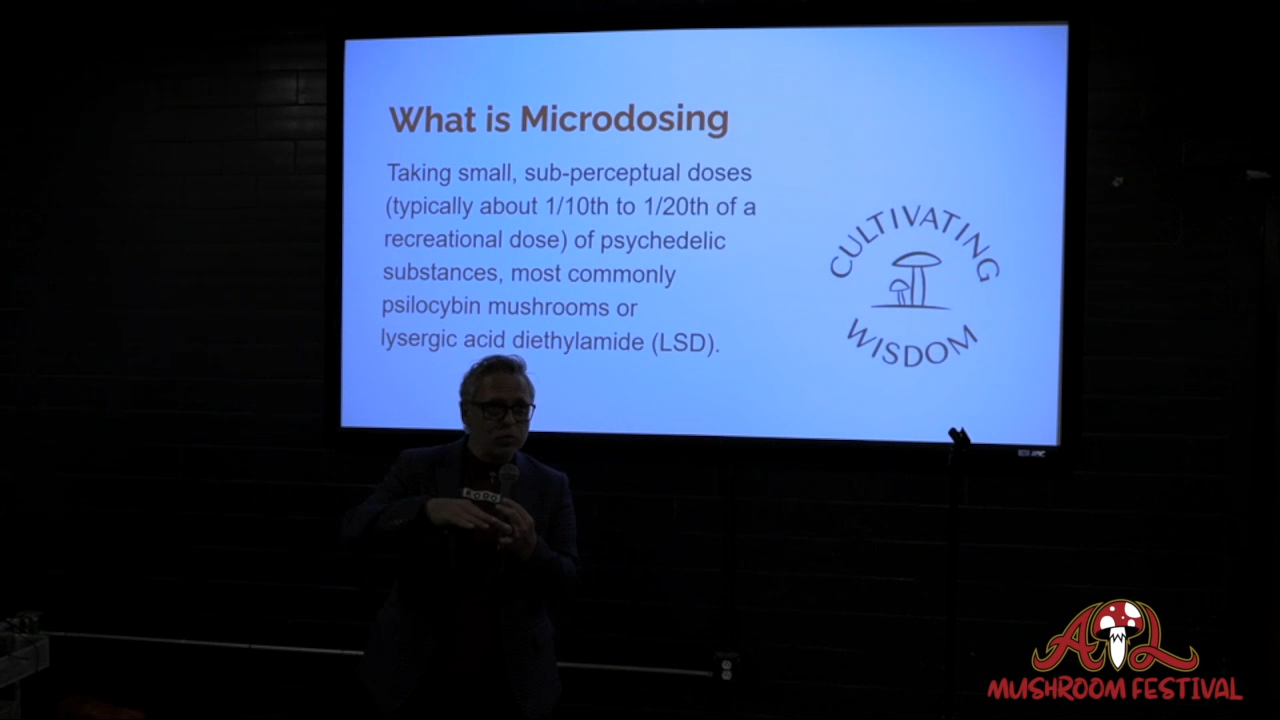 What is Microdosing
Taking small, sub-perceptual doses
(typically about 1/10th to 1/20th of a
recreational dose) of psychedelic
substances, most commonly
psilocybin mushrooms or
lysergic acid diethylamide (LSD).
CULTIVATING
WISDOM
ATL
MUSHROOM FESTIVAL